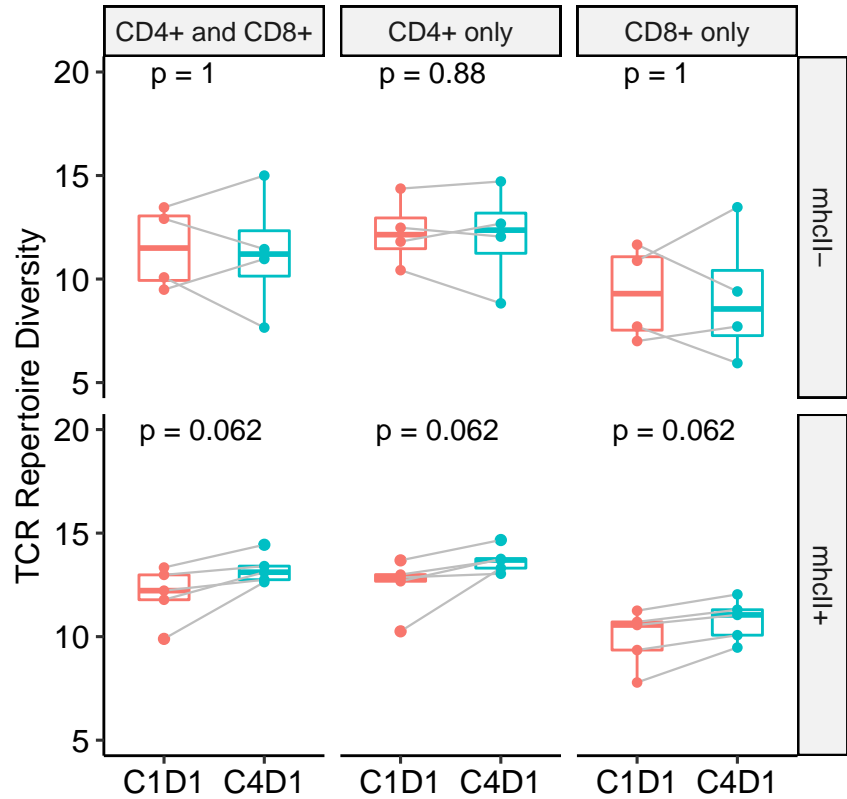 CD4+ and CD8+
CD4+ only
CD8+ only
TCR Repertoire Diversity
20
15
10
5
p = 1
p = 0.88
p = 1
mhcII−
20
15
10
5
p = 0.062
p = 0.062
p = 0.062
mhcII+
C1D1 C4D1
C1D1 C4D1
C1D1 C4D1